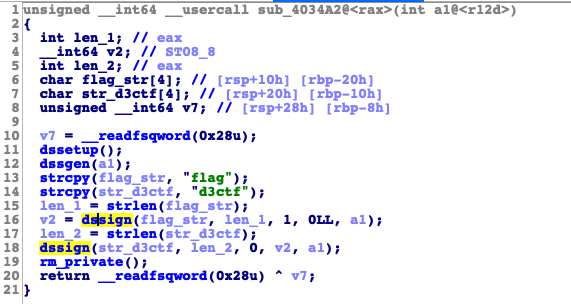 1 unsigned __int64 __usercall sub_4034A2@<rax>(int a1@<r12d>)
2 {
3 int len_1; // eax
4 __int64 v2; // ST08_8
5 int len_2; // eax
6 char flag_str[4]; // [rsp+10h] [rbp-20h]
7 char str_d3ctf[4]; // [rsp+20h] [rbp-10h]
8 unsigned __int64 v7; // [rsp+28h] [rbp-8h]
9
10 v7 = __readfsqword(0x28u);
11 dssetup();
12 dssgen(a1);
13 strcpy(flag_str, "flag");
14 strcpy(str_d3ctf, "d3ctf");
15 len_1 = strlen(flag_str);
16 v2 = dssign(flag_str, len_1, 1, 0LL, a1);
17 len_2 = strlen(str_d3ctf);
18 dssign(str_d3ctf, len_2, 0, v2, a1);
19 rm_private();
20 return __readfsqword(0x28u) ^ v7;
21 }